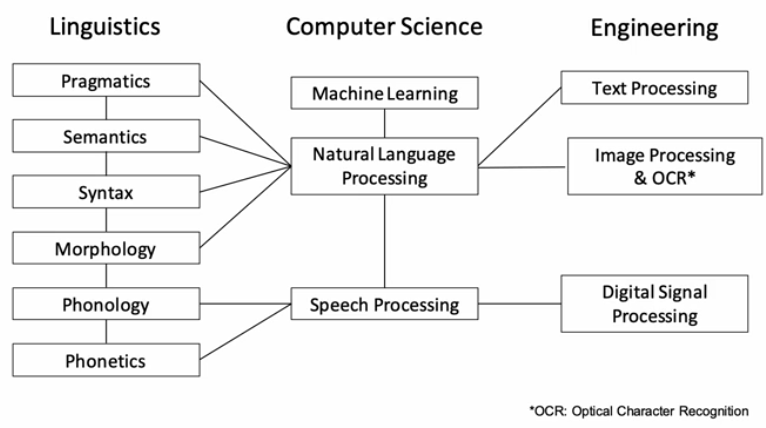 Linguistics
Computer Science
Engineering
Pragmatics
Semantics
Syntax
Morphology
Phonology
Phonetics
Machine Learning
Natural Language
Processing
Speech Processing
Text Processing
Image Processing
& OCR*
Digital Signal
Processing
*OCR: Optical Character Recognition